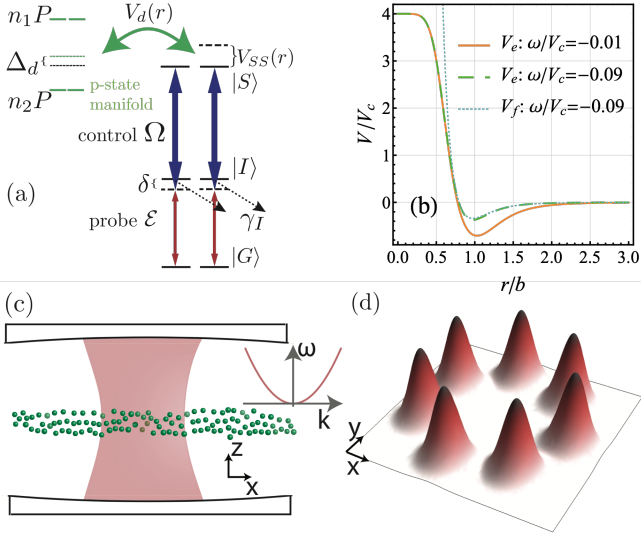 n₁P
V_d(r)
Δ_d{
}V_SS(r)
n₂P
p-state
manifold
|S⟩
control Ω
|I⟩
δ{
(a)
probe ℰ
γ_I
|G⟩
V/V_c
4
3
2
1
0
V_e: ω/V_c=−0.01
V_e: ω/V_c=−0.09
V_f: ω/V_c=−0.09
(b)
0.0 0.5 1.0 1.5 2.0 2.5 3.0
r/b
(c)
ω
k
z
x
(d)
y
x